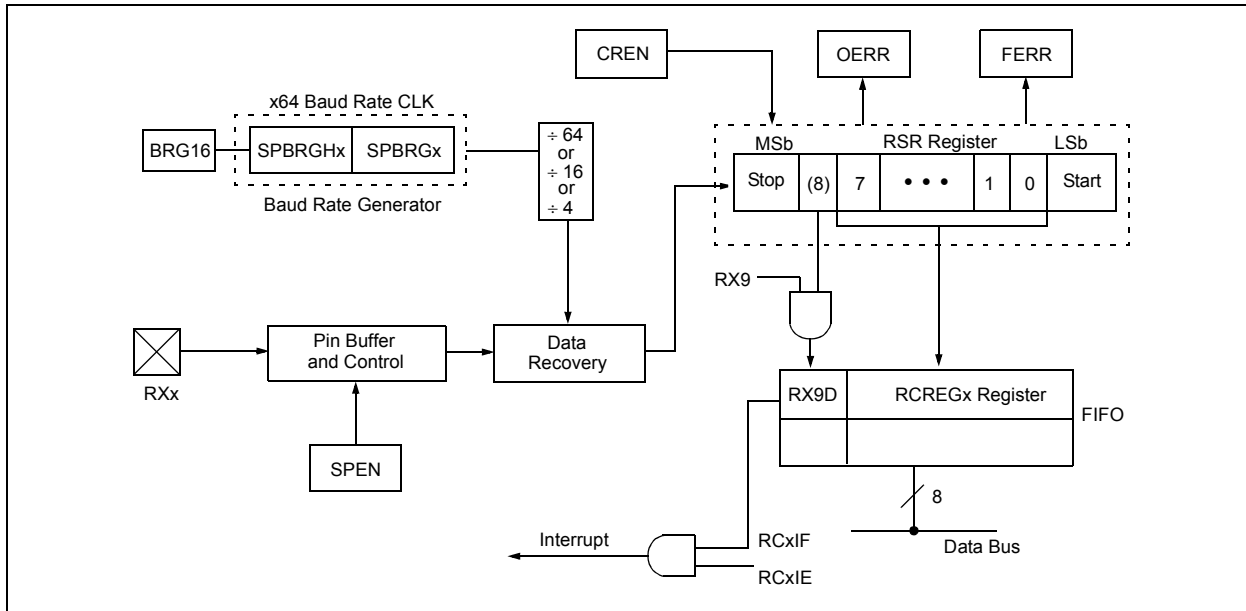 CREN
OERR
FERR
x64 Baud Rate CLK
BRG16
SPBRGHx
SPBRGx
Baud Rate Generator
÷ 64
or
÷ 16
or
÷ 4
MSb
RSR Register
LSb
Stop
(8)
7
• • •
1
0
Start
RX9
RXx
Pin Buffer
and Control
Data
Recovery
SPEN
RX9D
RCREGx Register
FIFO
8
Data Bus
Interrupt
RCxIF
RCxIE